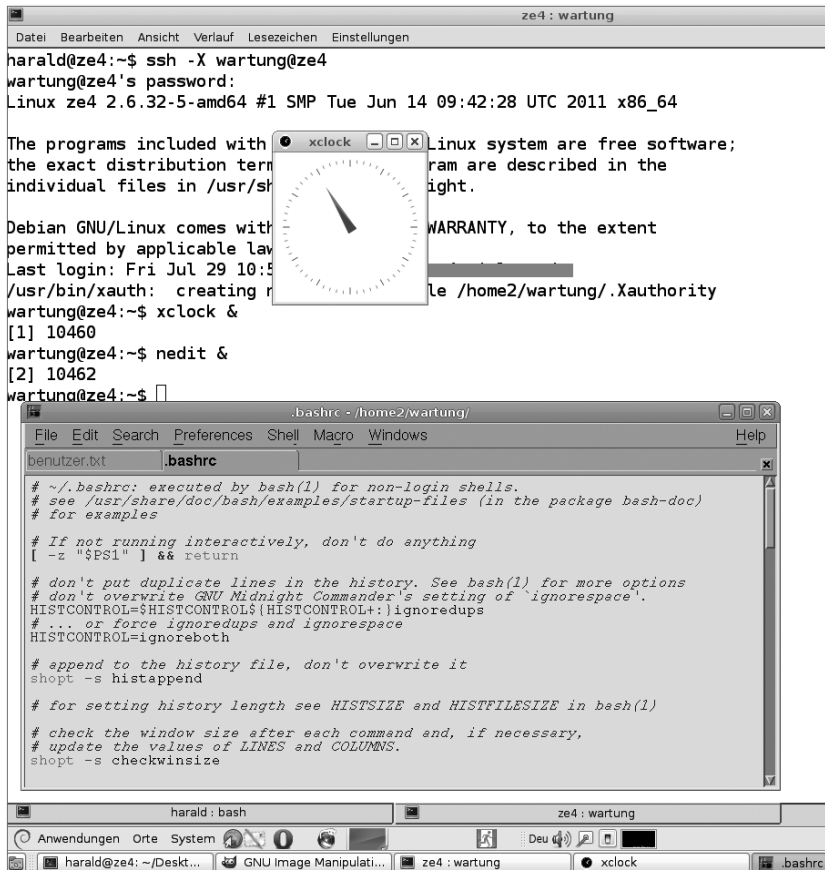 ze4 : wartung
Datei Bearbeiten Ansicht Verlauf Lesezeichen Einstellungen
harald@ze4:~$ ssh -X wartung@ze4
wartung@ze4's password:
Linux ze4 2.6.32-5-amd64 #1 SMP Tue Jun 14 09:42:28 UTC 2011 x86_64
The programs included with Linux system are free software;
the exact distribution ram are described in the
individual files in
Debian GNU/Linux comes with WARRANTY, to the extent
permitted by applicable
Last login: Fri Jul 29
/usr/bin/xauth: creating /home2/wartung/.Xauthority
wartung@ze4:~$ xclock &
[1] 10460
wartung@ze4:~$ nedit &
[2] 10462
wartung@ze4:~$
xclock
.bashrc - /home2/wartung/
File Edit Search Preferences Shell Macro Windows Help
benutzer.txt .bashrc
# ~/.bashrc: executed by bash(1) for non-login shells.
# see /usr/share/doc/bash/examples/startup-files (in the package bash-doc)
# for examples
# If not running interactively, don't do anything
[ -z "$PS1" ] && return
# don't put duplicate lines in the history. See bash(1) for more options
# don't overwrite GNU Midnight Commander's setting of `ignorespace'.
HISTCONTROL=$HISTCONTROL${HISTCONTROL+:}ignoredups
# ... or force ignoredups and ignorespace
HISTCONTROL=ignoreboth
# append to the history file, don't overwrite it
shopt -s histappend
# for setting history length see HISTSIZE and HISTFILESIZE in bash(1)
# check the window size after each command and, if necessary,
# update the values of LINES and COLUMNS.
shopt -s checkwinsize
harald : bash
ze4 : wartung
Anwendungen Orte System Deu
harald@ze4: ~/Deskt... GNU Image Manipulati... ze4 : wartung xclock .bashrc